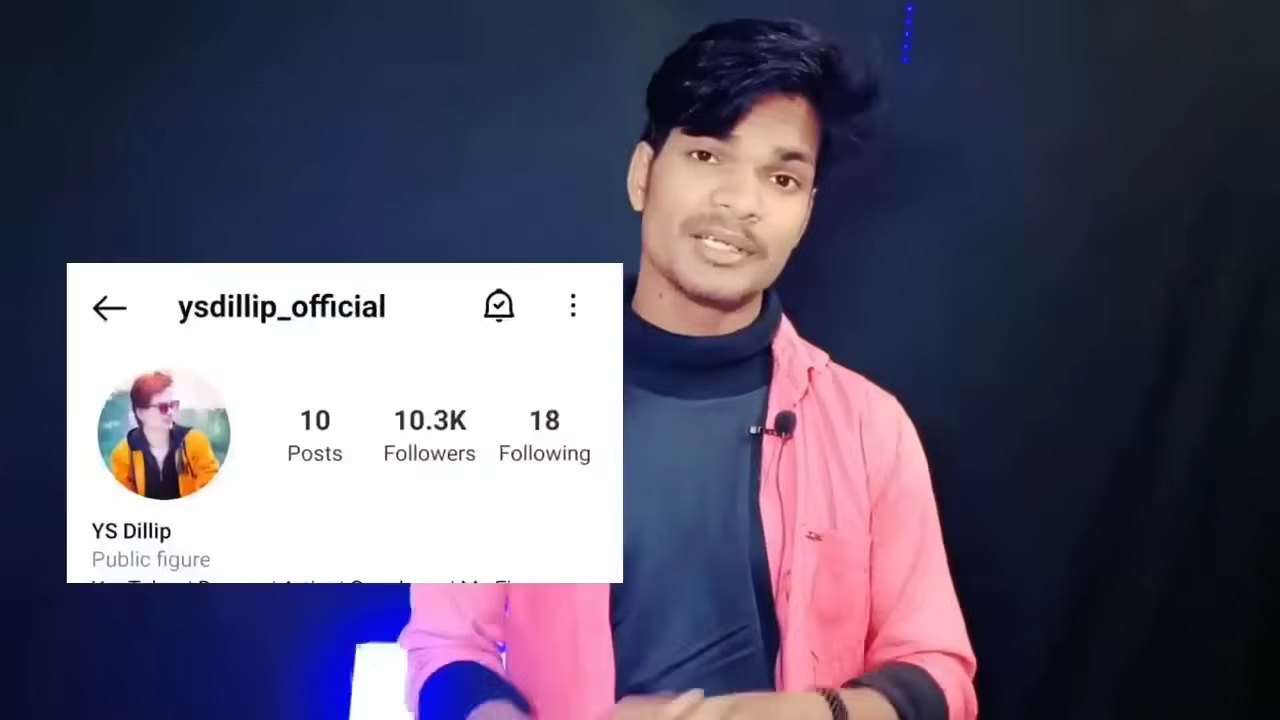 ysdillip_official
10 10.3K 18
Posts Followers Following
YS Dillip
Public figure